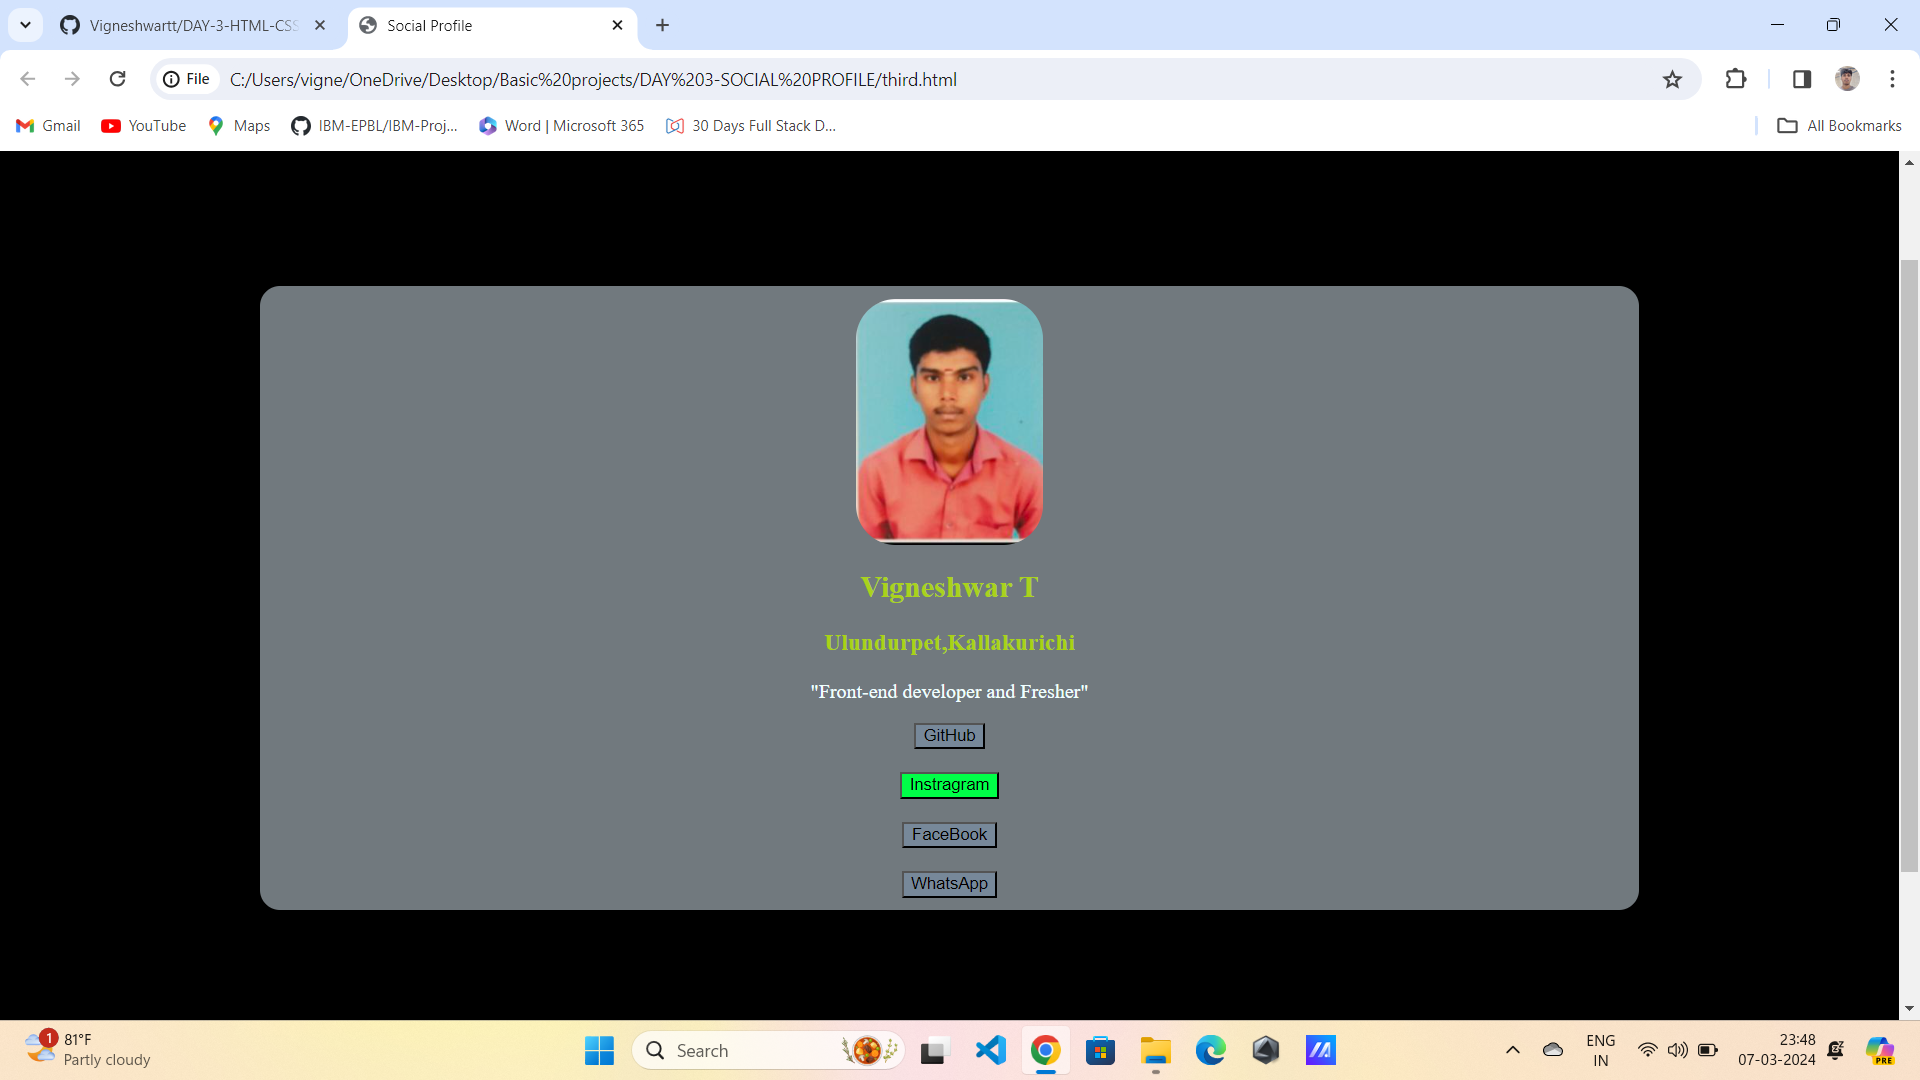 Vigneshwartt/DAY-3-HTML-CSS
Social Profile
File
C:/Users/vigne/OneDrive/Desktop/Basic%20projects/DAY%203-SOCIAL%20PROFILE/third.html
Gmail
YouTube
Maps
IBM-EPBL/IBM-Proj...
Word | Microsoft 365
30 Days Full Stack D...
All Bookmarks
Vigneshwar T
Ulundurpet,Kallakurichi
"Front-end developer and Fresher"
GitHub
Instragram
FaceBook
WhatsApp
1
81°F
Partly cloudy
Search
ENG
IN
23:48
07-03-2024
PRE